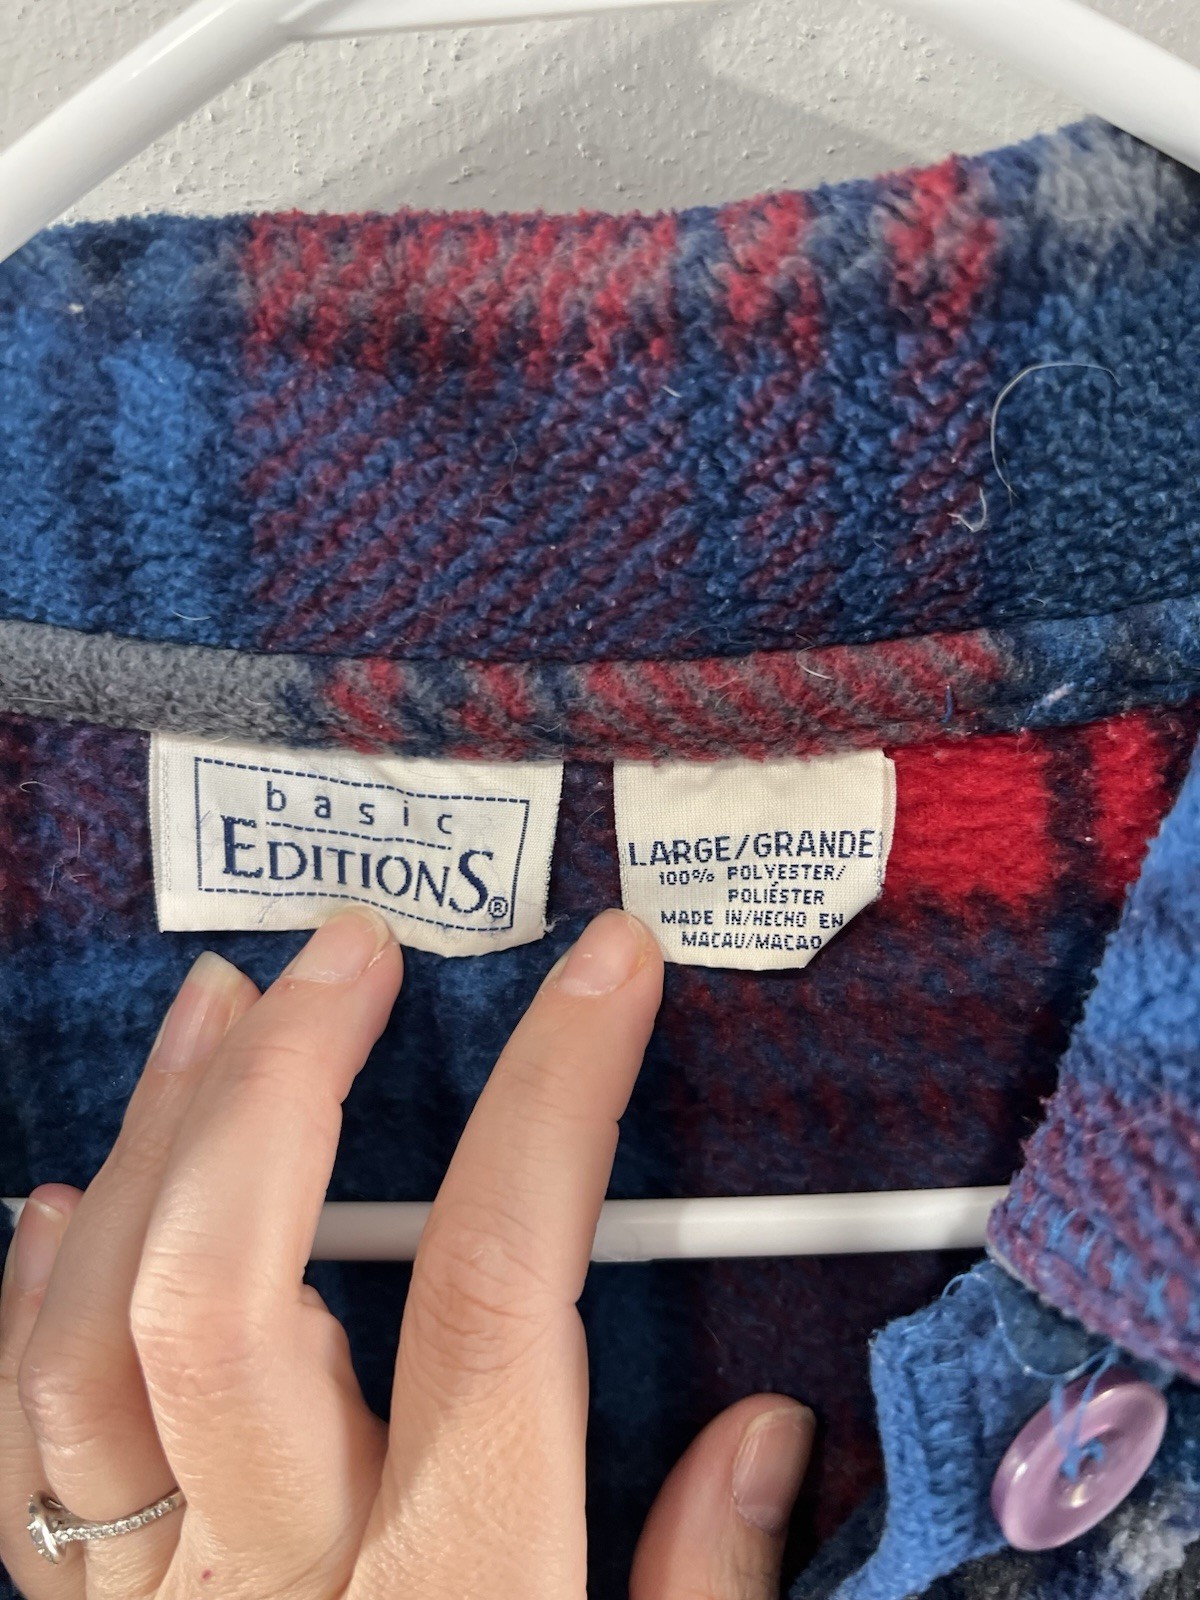 basic
EDITIONS®
LARGE/GRANDE
100% POLYESTER/
POLIÉSTER
MADE IN/HECHO EN
MACAU/MACAO